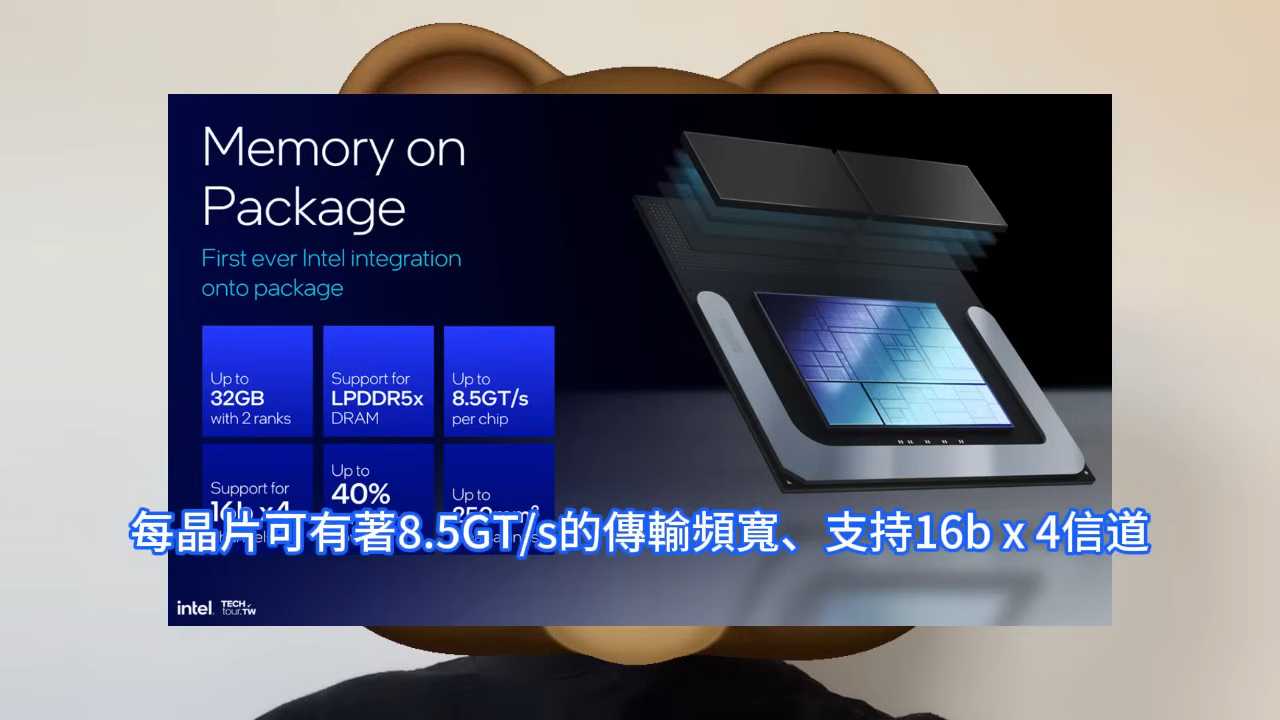 Memory on
Package
First ever Intel integration
onto package
Up to
32GB
with 2 ranks
Support for
LPDDR5x
DRAM
Up to
8.5GT/s
per chip
Support for
16b x4
Up to
40%
Up to
250mm²
每晶片可有著8.5GT/s的傳輸頻寬、支持16b x 4信道
intel.
TECH
tour.TW